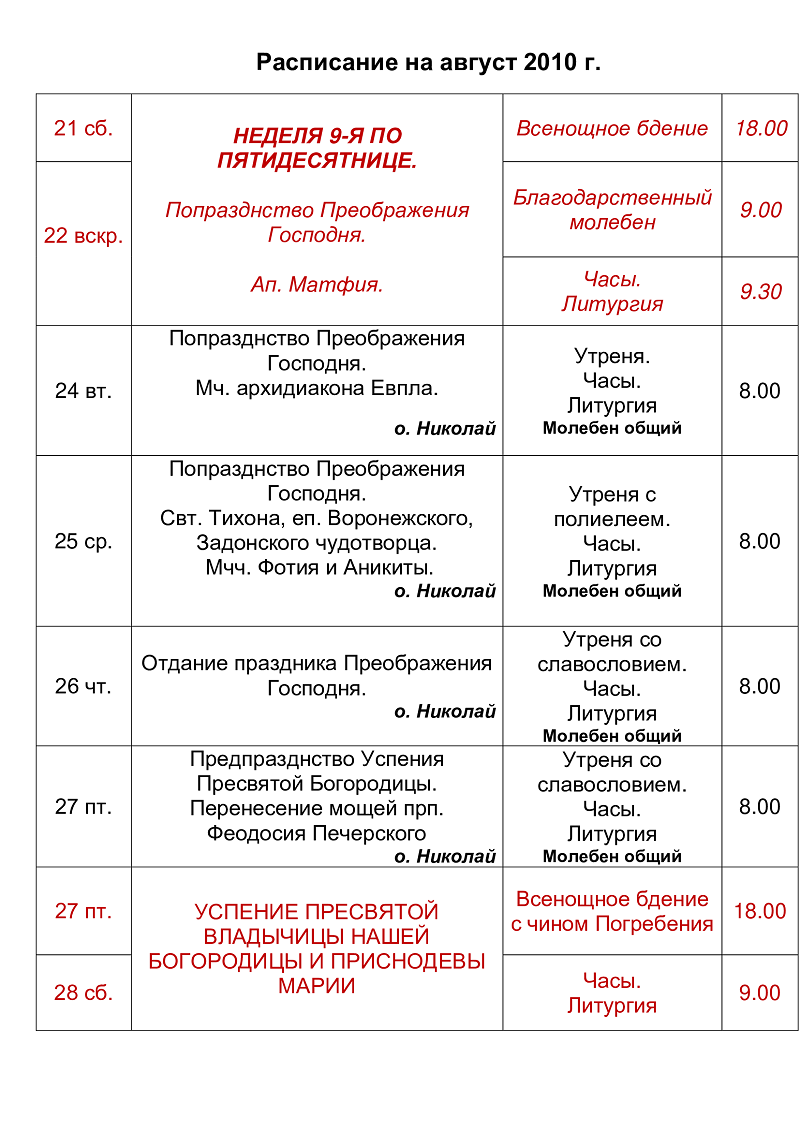 Расписание на август 2010 г.
21 сб.
НЕДЕЛЯ 9-Я ПО
ПЯТИДЕСЯТНИЦЕ.
Попразднство Преображения
Господня.
Ап. Матфия.
Всенощное бдение
18.00
22 вскр.
Благодарственный
молебен
9.00
Часы.
Литургия
9.30
24 вт.
Попразднство Преображения
Господня.
Мч. архидиакона Евпла.
о. Николай
Утреня.
Часы.
Литургия
Молебен общий
8.00
25 ср.
Попразднство Преображения
Господня.
Свт. Тихона, еп. Воронежского,
Задонского чудотворца.
Мчч. Фотия и Аникиты.
о. Николай
Утреня с
полиелеем.
Часы.
Литургия
Молебен общий
8.00
26 чт.
Отдание праздника Преображения
Господня.
о. Николай
Утреня со
славословием.
Часы.
Литургия
Молебен общий
8.00
27 пт.
Предпразднство Успения
Пресвятой Богородицы.
Перенесение мощей прп.
Феодосия Печерского
о. Николай
Утреня со
славословием.
Часы.
Литургия
Молебен общий
8.00
27 пт.
УСПЕНИЕ ПРЕСВЯТОЙ
ВЛАДЫЧИЦЫ НАШЕЙ
БОГОРОДИЦЫ И ПРИСНОДЕВЫ
МАРИИ
Всенощное бдение
с чином Погребения
18.00
28 сб.
Часы.
Литургия
9.00